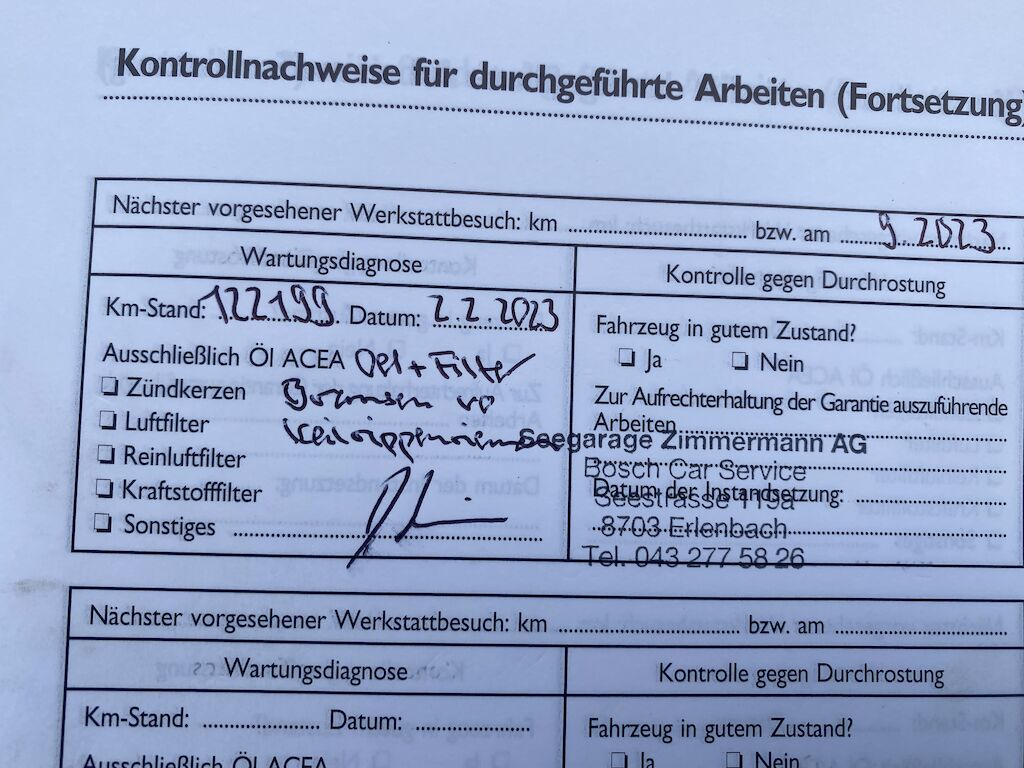 Kontrollnachweise für durchgeführte Arbeiten (Fortsetzung)
Nächster vorgesehener Werkstattbesuch: km ........ bzw. am 9.2023
Wartungsdiagnose
Kontrolle gegen Durchrostung
Km-Stand: 122199 Datum: 2.2.2023
Ausschließlich Öl ACEA Oel + Filter
Zündkerzen
Luftfilter
Keilrippenriemen
Reinluftfilter
Kraftstofffilter
Sonstiges
Fahrzeug in gutem Zustand?
Ja Nein
Zur Aufrechterhaltung der Garantie auszuführende
Arbeiten
Datum der Instandsetzung:
Seegarage Zimmermann AG
Bosch Car Service
Seestrasse 113a
8703 Erlenbach
Tel. 043 277 58 26
Nächster vorgesehener Werkstattbesuch: km ........ bzw. am ........
Wartungsdiagnose
Kontrolle gegen Durchrostung
Km-Stand: ........ Datum: ........
Fahrzeug in gutem Zustand?
Ausschließlich Öl ACEA
Ja Nein